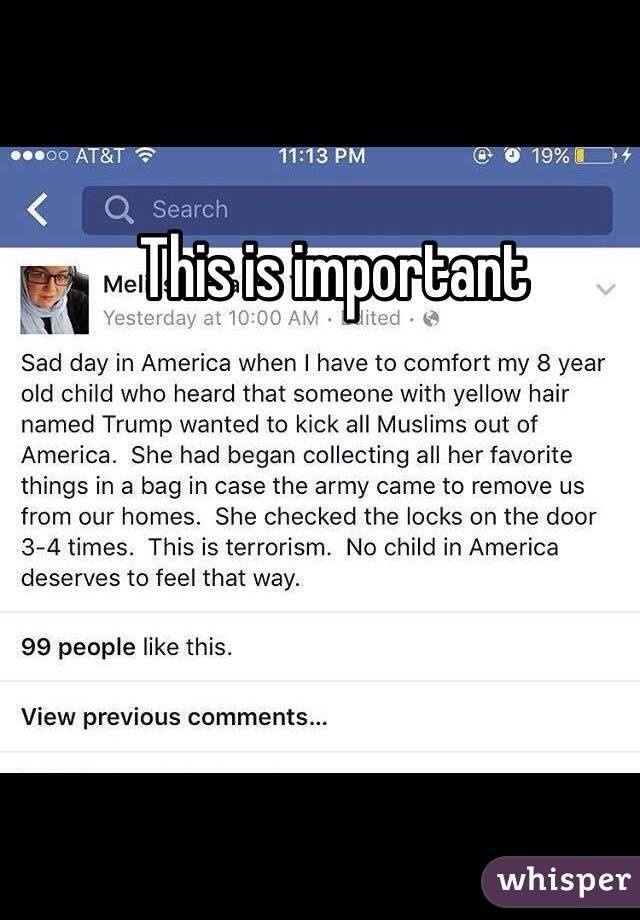 AT&T 11:13 PM 19%
Search
This is important
Yesterday at 10:00 AM ·
Sad day in America when I have to comfort my 8 year
old child who heard that someone with yellow hair
named Trump wanted to kick all Muslims out of
America.  She had began collecting all her favorite
things in a bag in case the army came to remove us
from our homes.  She checked the locks on the door
3-4 times.  This is terrorism.  No child in America
deserves to feel that way.
99 people like this.
View previous comments...
whisper